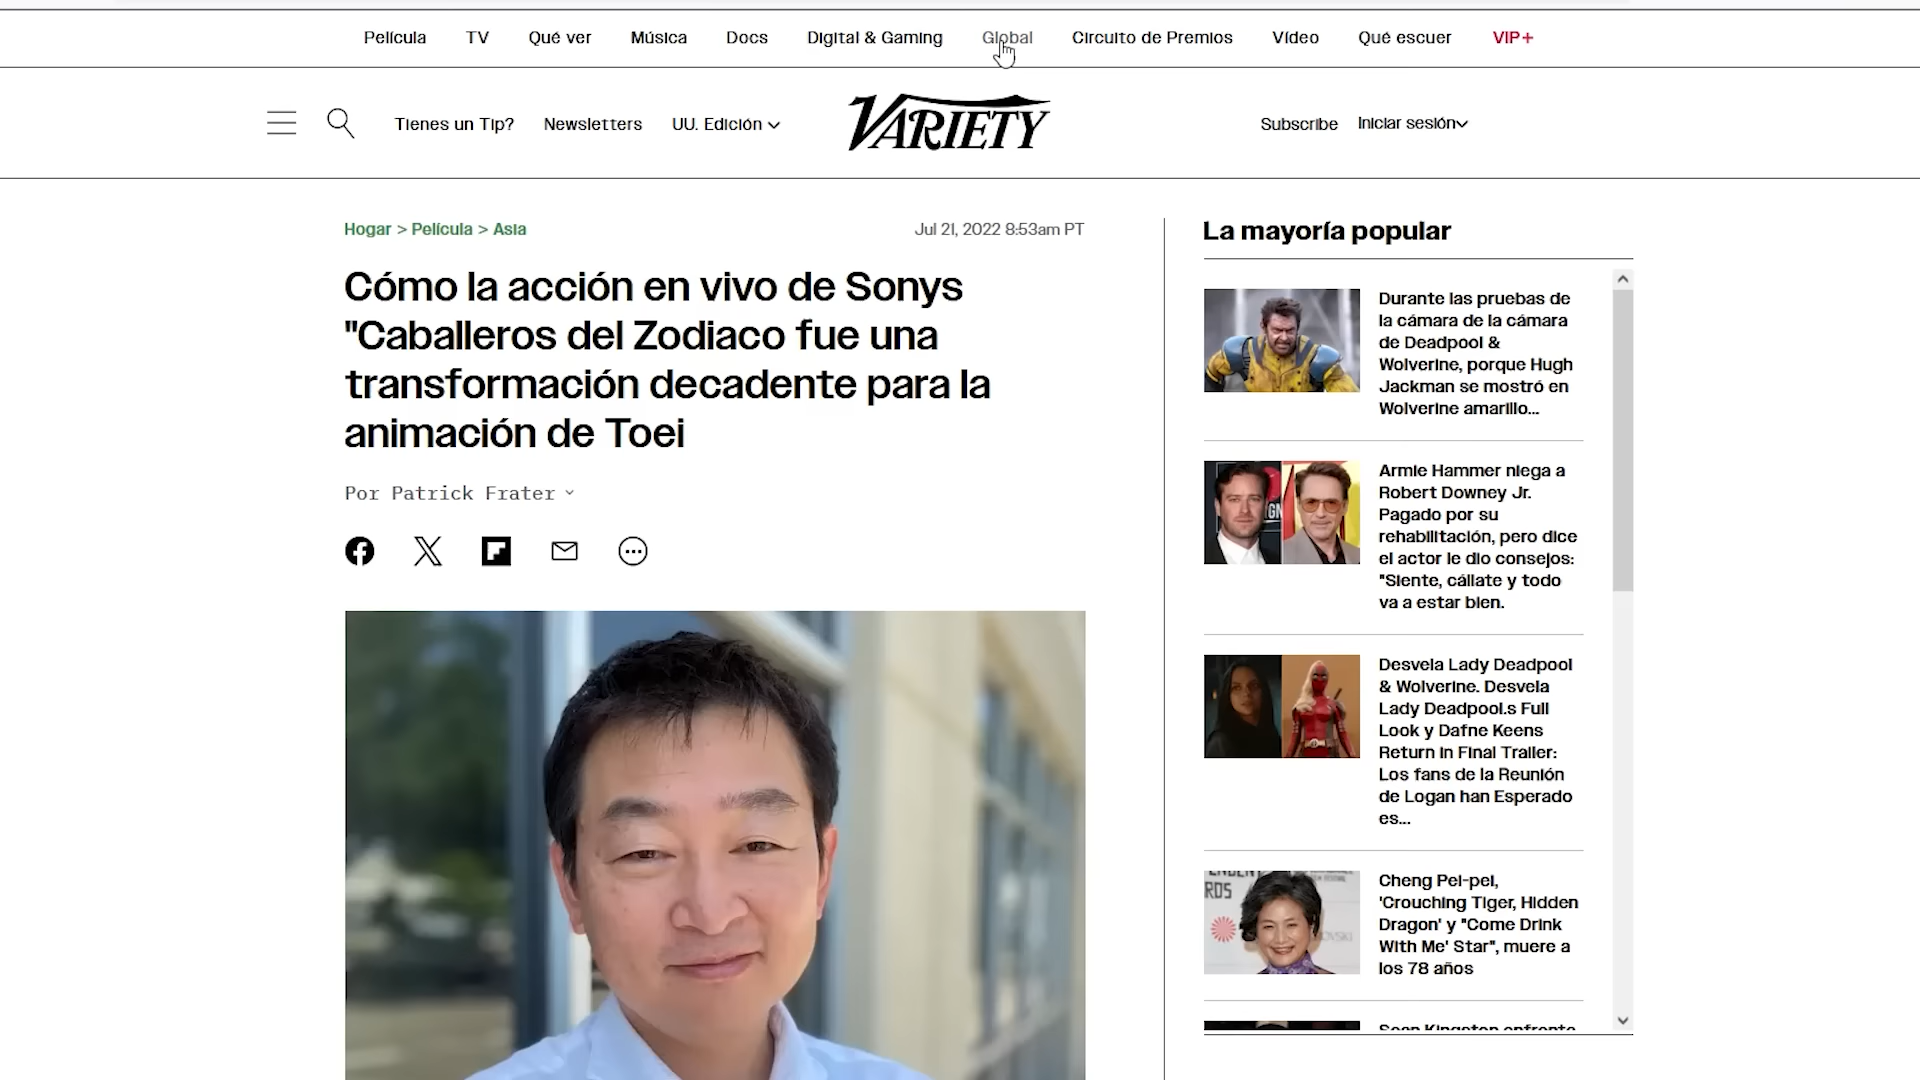 Película TV Qué ver Música Docs Digital & Gaming Global Circuito de Premios Vídeo Qué escuer VIP+
Tienes un Tip? Newsletters UU. Edición VARIETY Subscribe Iniciar sesión
Hogar > Película > Asia
Jul 21, 2022 8:53am PT
Cómo la acción en vivo de Sonys
"Caballeros del Zodiaco fue una
transformación decadente para la
animación de Toei
Por Patrick Frater
La mayoría popular
Durante las pruebas de
la cámara de la cámara
de Deadpool &
Wolverine, porque Hugh
Jackman se mostró en
Wolverine amarillo...
Armie Hammer niega a
Robert Downey Jr.
Pagado por su
rehabilitación, pero dice
el actor le dio consejos:
"Siente, cállate y todo
va a estar bien.
Desvela Lady Deadpool
& Wolverine. Desvela
Lady Deadpool.s Full
Look y Dafne Keens
Return in Final Trailer:
Los fans de la Reunión
de Logan han Esperado
es...
Cheng Pei-pei,
'Crouching Tiger, Hidden
Dragon' y "Come Drink
With Me' Star", muere a
los 78 años